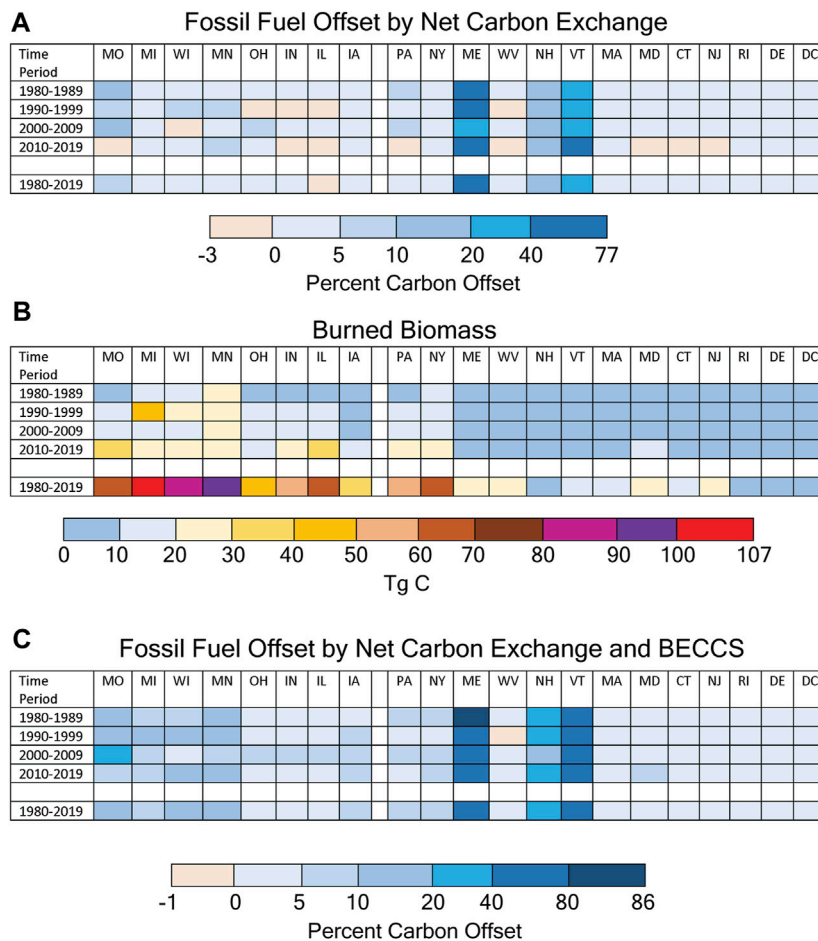 A
Fossil Fuel Offset by Net Carbon Exchange
Time Period MO MI WI MN OH IN IL IA PA NY ME WV NH VT MA MD CT NJ RI DE DC
1980-1989
1990-1999
2000-2009
2010-2019
1980-2019
-3 0 5 10 20 40 77
Percent Carbon Offset
B
Burned Biomass
Time Period MO MI WI MN OH IN IL IA PA NY ME WV NH VT MA MD CT NJ RI DE DC
1980-1989
1990-1999
2000-2009
2010-2019
1980-2019
0 10 20 30 40 50 60 70 80 90 100 107
Tg C
C
Fossil Fuel Offset by Net Carbon Exchange and BECCS
Time Period MO MI WI MN OH IN IL IA PA NY ME WV NH VT MA MD CT NJ RI DE DC
1980-1989
1990-1999
2000-2009
2010-2019
1980-2019
-1 0 5 10 20 40 80 86
Percent Carbon Offset